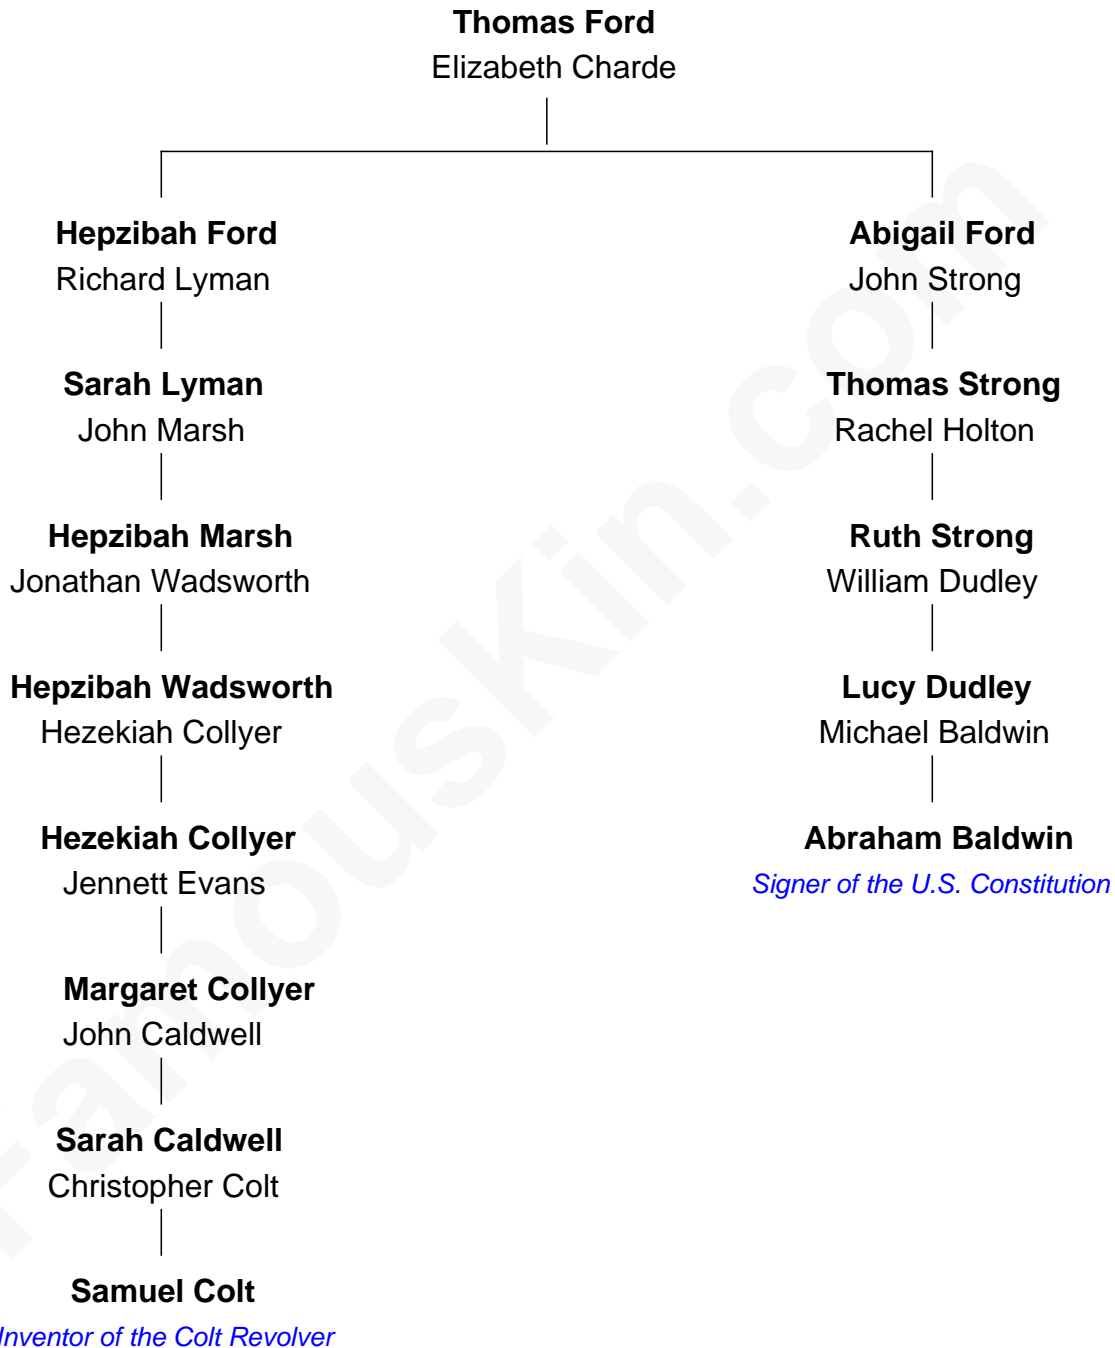 Thomas Ford
Elizabeth Charde
Hepzibah Ford
Richard Lyman
Abigail Ford
John Strong
Sarah Lyman
John Marsh
Thomas Strong
Rachel Holton
Hepzibah Marsh
Jonathan Wadsworth
Ruth Strong
William Dudley
Hepzibah Wadsworth
Hezekiah Collyer
Lucy Dudley
Michael Baldwin
Hezekiah Collyer
Jennett Evans
Abraham Baldwin
Signer of the U.S. Constitution
Margaret Collyer
John Caldwell
Sarah Caldwell
Christopher Colt
Samuel Colt
Inventor of the Colt Revolver
FamousKin.com